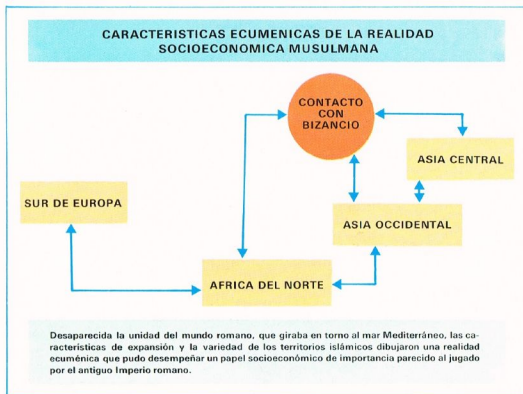 CARACTERISTICAS ECUMENICAS DE LA REALIDAD
SOCIOECONOMICA MUSULMANA
CONTACTO
CON
BIZANCIO
ASIA CENTRAL
SUR DE EUROPA
ASIA OCCIDENTAL
AFRICA DEL NORTE
Desaparecida la unidad del mundo romano, que giraba en torno al mar Mediterráneo, las ca-
racterísticas de expansión y la variedad de los territorios islámicos dibujaron una realidad
ecuménica que pudo desempeñar un papel socioeconómico de importancia parecido al jugado
por el antiguo Imperio romano.